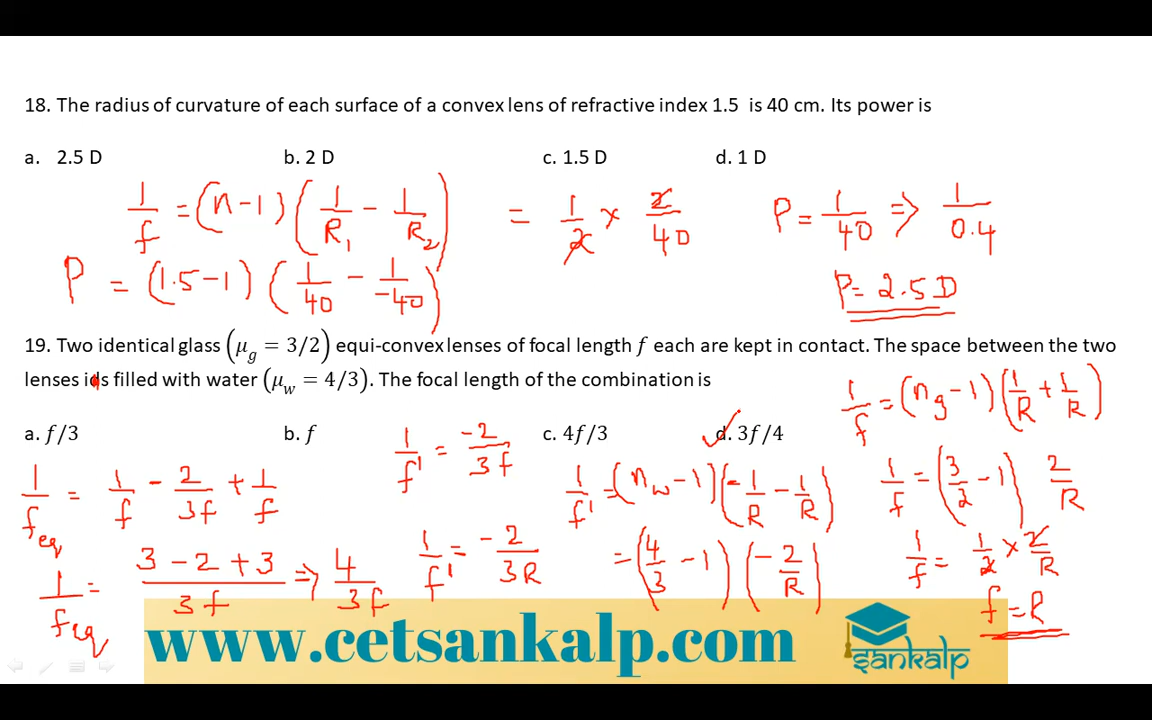 18. The radius of curvature of each surface of a convex lens of refractive index 1.5 is 40 cm. Its power is
a. 2.5 D b. 2 D c. 1.5 D d. 1 D
1/f = (n-1) (1/R₁ - 1/R₂) = 1/2 × 2/40 P = 1/40 ⇒ 1/0.4
P = (1.5-1) (1/40 - 1/-40) P = 2.5 D
19. Two identical glass (μg = 3/2) equi-convex lenses of focal length f each are kept in contact. The space between the two
lenses ids filled with water (μw = 4/3). The focal length of the combination is
1/f = (ng-1) (1/R + 1/R)
a. f/3 b. f c. 4f/3 d. 3f/4
1/f' = -2/3f
1/feq = 1/f - 2/3f + 1/f
1/f' = (nw-1) (-1/R - 1/R)
1/f = (3/2 - 1) 2/R
1/feq = 3-2+3/3f ⇒ 4/3f
1/f' = -2/3R
= (4/3 - 1) (-2/R)
1/f = 1/2 × 2/R
f = R
www.cetsankalp.com
sankalp